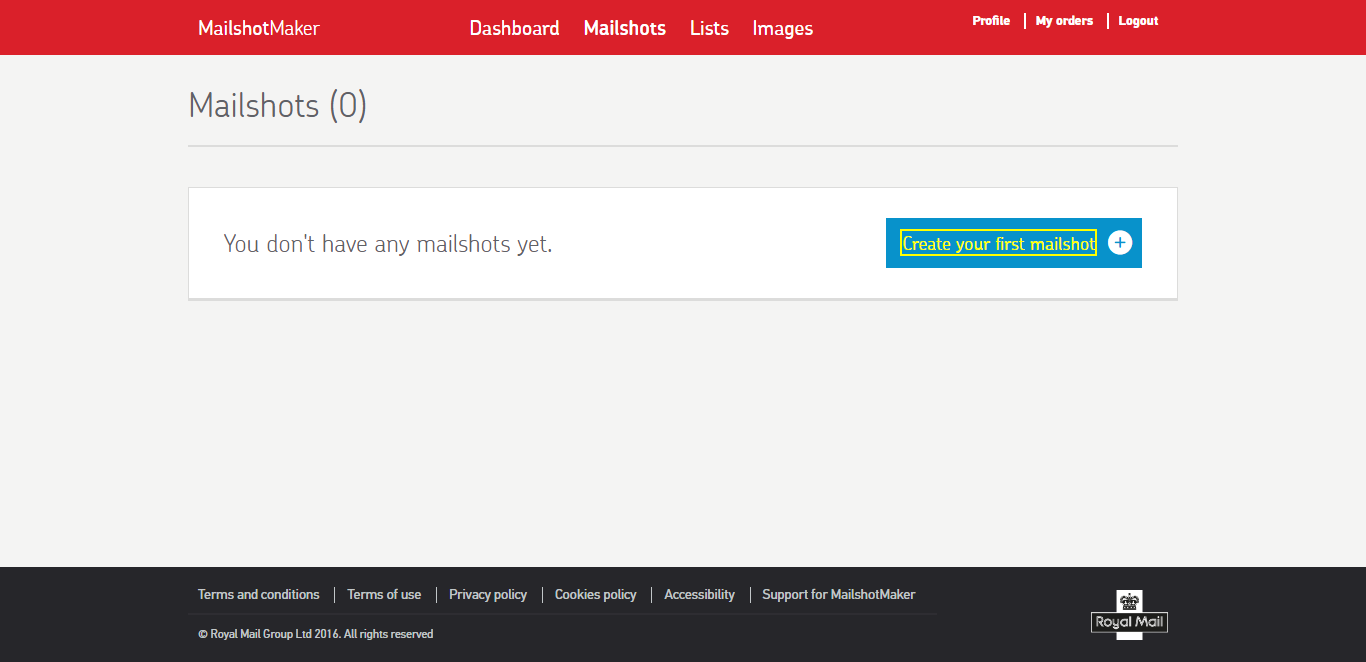 MailshotMaker
Dashboard Mailshots Lists Images
Profile My orders Logout
Mailshots (0)
You don't have any mailshots yet.
Create your first mailshot
Terms and conditions Terms of use Privacy policy Cookies policy Accessibility Support for MailshotMaker
© Royal Mail Group Ltd 2016. All rights reserved
Royal Mail